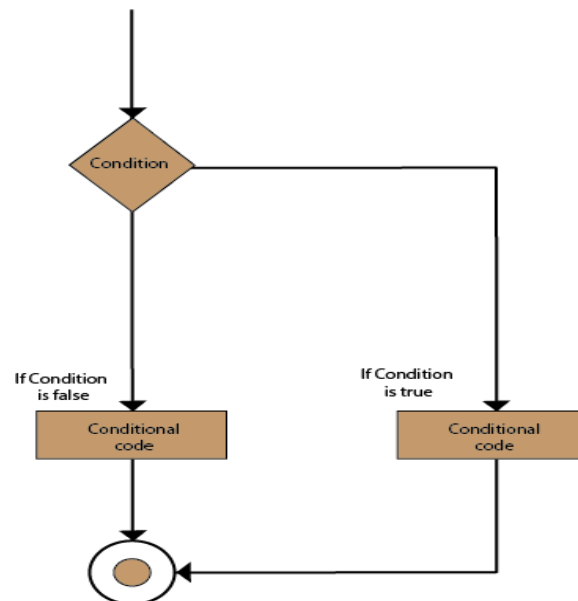 Condition
If Condition
is false
If Condition
is true
Conditional
code
Conditional
code